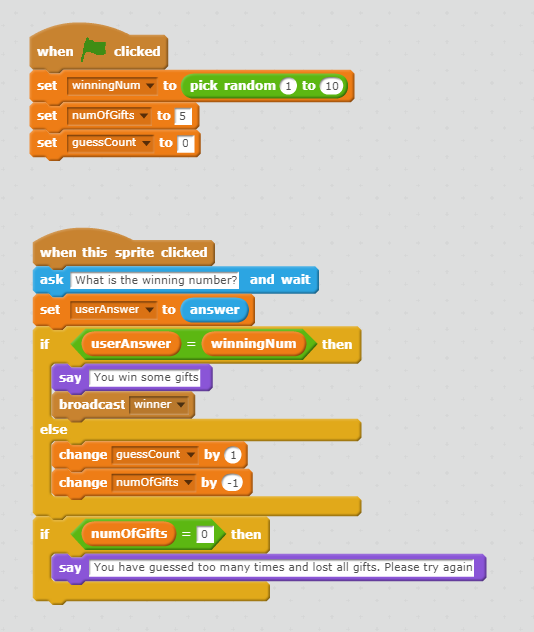 when clicked
set winningNum to pick random 1 to 10
set numOfGifts to 5
set guessCount to 0
when this sprite clicked
ask What is the winning number? and wait
set userAnswer to answer
if userAnswer = winningNum then
say You win some gifts
broadcast winner
else
change guessCount by 1
change numOfGifts by -1
if numOfGifts = 0 then
say You have guessed too many times and lost all gifts. Please try again